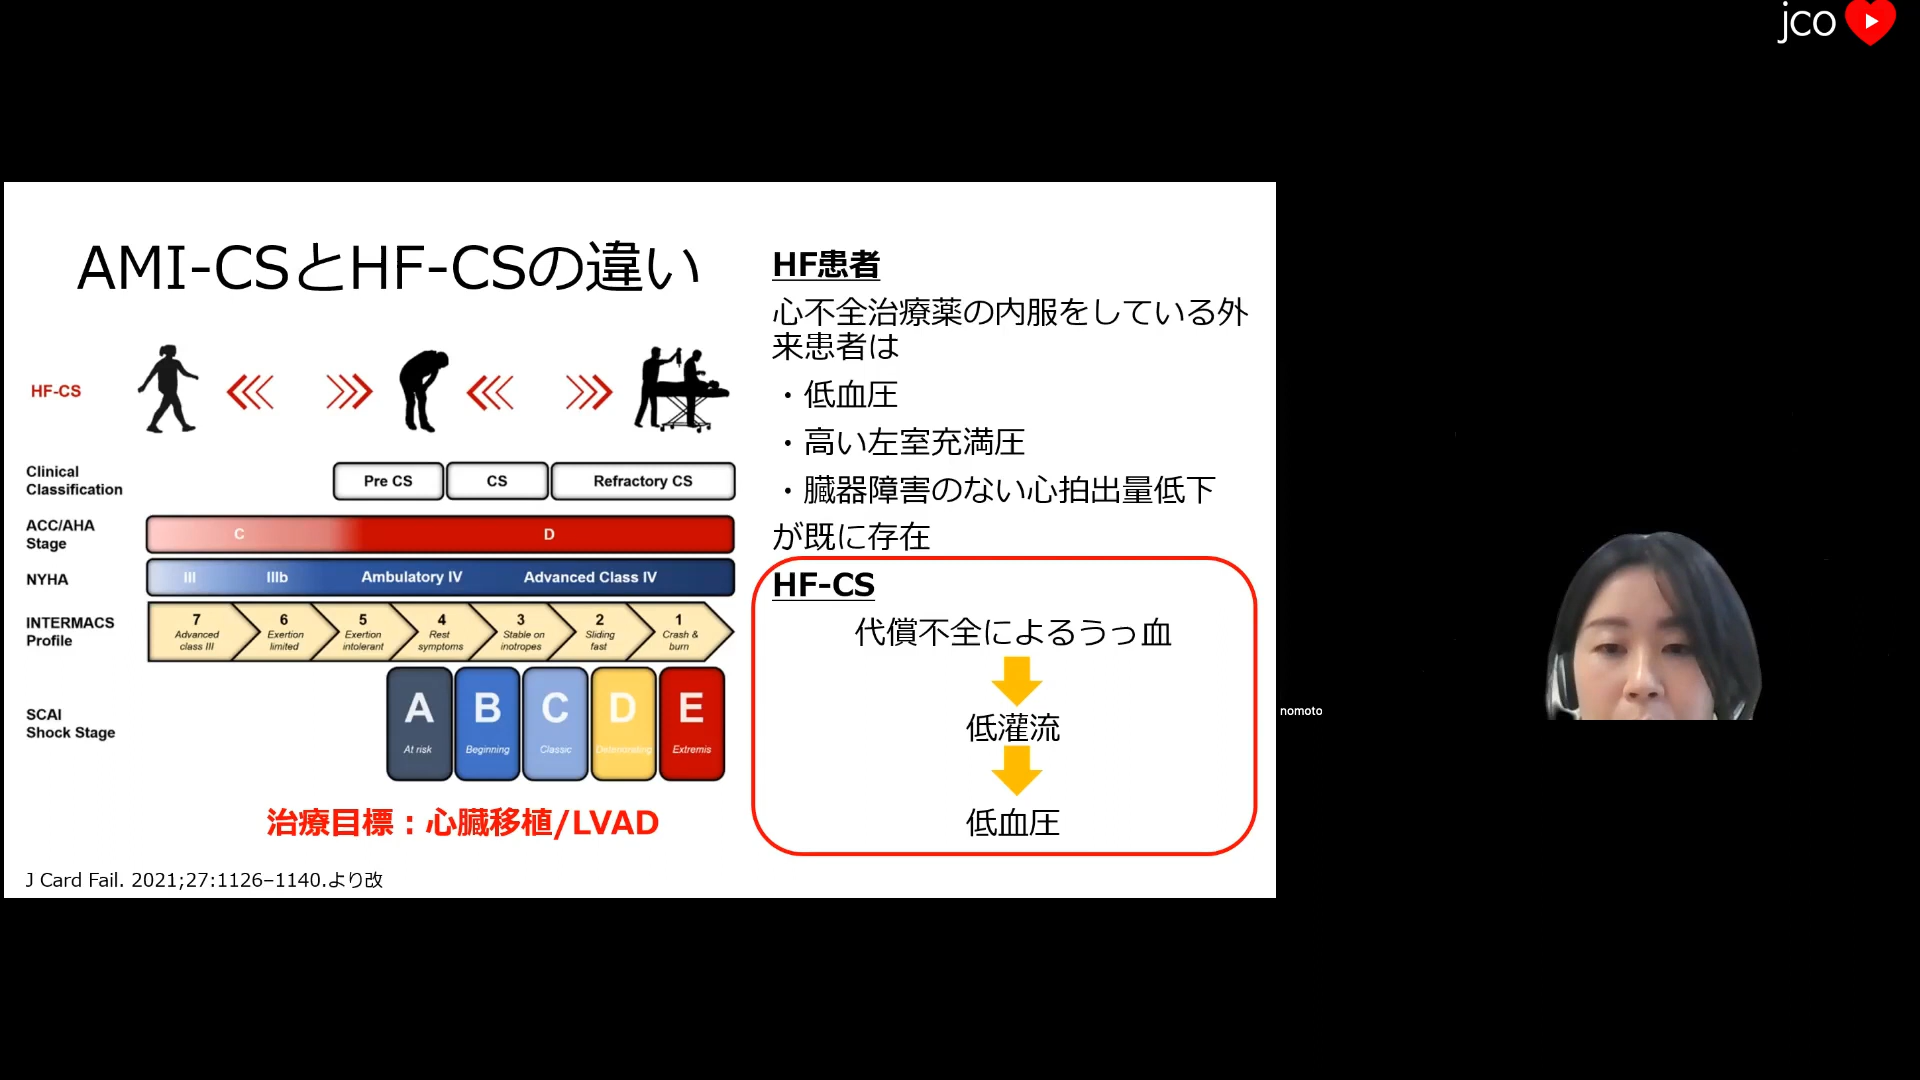 jco
AMI-CSとHF-CSの違い
HF-CS
Clinical
Classification
Pre CS
CS
Refractory CS
ACC/AHA
Stage
C
D
NYHA
III
IIIb
Ambulatory IV
Advanced Class IV
INTERMACS
Profile
7
Advanced
class III
6
Exertion
limited
5
Exertion
intolerant
4
Rest
symptoms
3
Stable on
inotropes
2
Sliding
fast
1
Crash &
burn
SCAI
Shock Stage
A
At risk
B
Beginning
C
Classic
D
Deteriorating
E
Extremis
治療目標：心臓移植/LVAD
J Card Fail. 2021;27:1126–1140.より改
HF患者
心不全治療薬の内服をしている外
来患者は
・低血圧
・高い左室充満圧
・臓器障害のない心拍出量低下
が既に存在
HF-CS
代償不全によるうっ血
低灌流
低血圧
nomoto